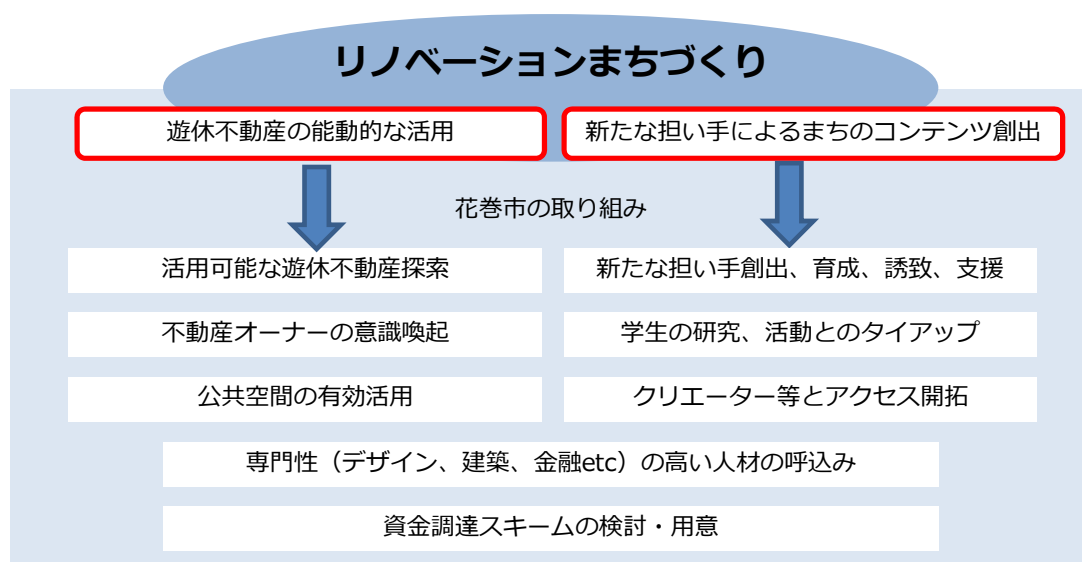 リノベーションまちづくり
遊休不動産の能動的な活用
新たな担い手によるまちのコンテンツ創出
花巻市の取り組み
活用可能な遊休不動産探索
新たな担い手創出、育成、誘致、支援
不動産オーナーの意識喚起
学生の研究、活動とのタイアップ
公共空間の有効活用
クリエーター等とアクセス開拓
専門性（デザイン、建築、金融etc）の高い人材の呼込み
資金調達スキームの検討・用意